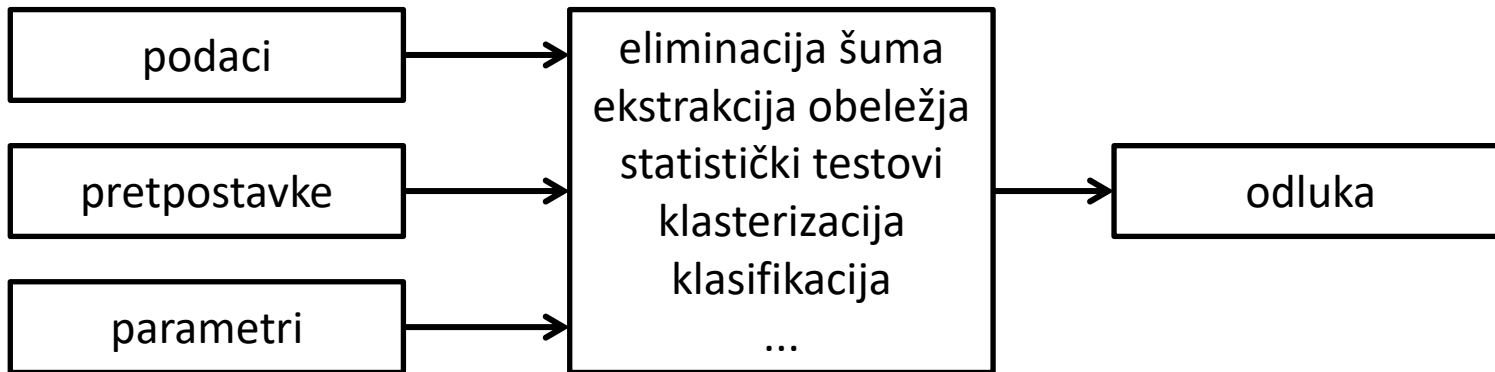 podaci
pretpostavke
parametri
eliminacija šuma
ekstrakcija obeležja
statistički testovi
klasterizacija
klasifikacija
...
odluka